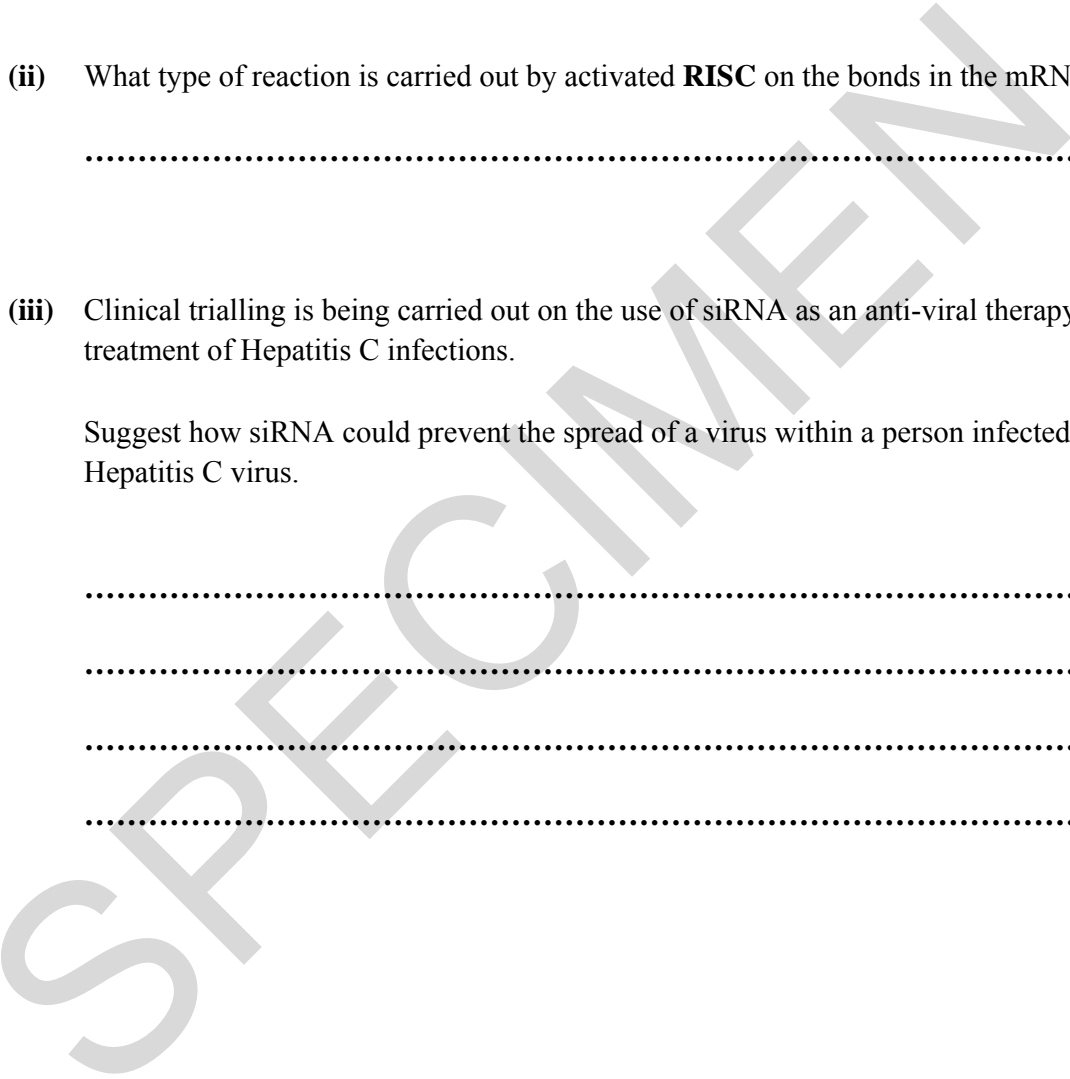 (ii) What type of reaction is carried out by activated RISC on the bonds in the mRN
....................................................................................
(iii) Clinical trialling is being carried out on the use of siRNA as an anti-viral therapy
treatment of Hepatitis C infections.
Suggest how siRNA could prevent the spread of a virus within a person infected
Hepatitis C virus.
....................................................................................
....................................................................................
....................................................................................
....................................................................................
SPECIMEN